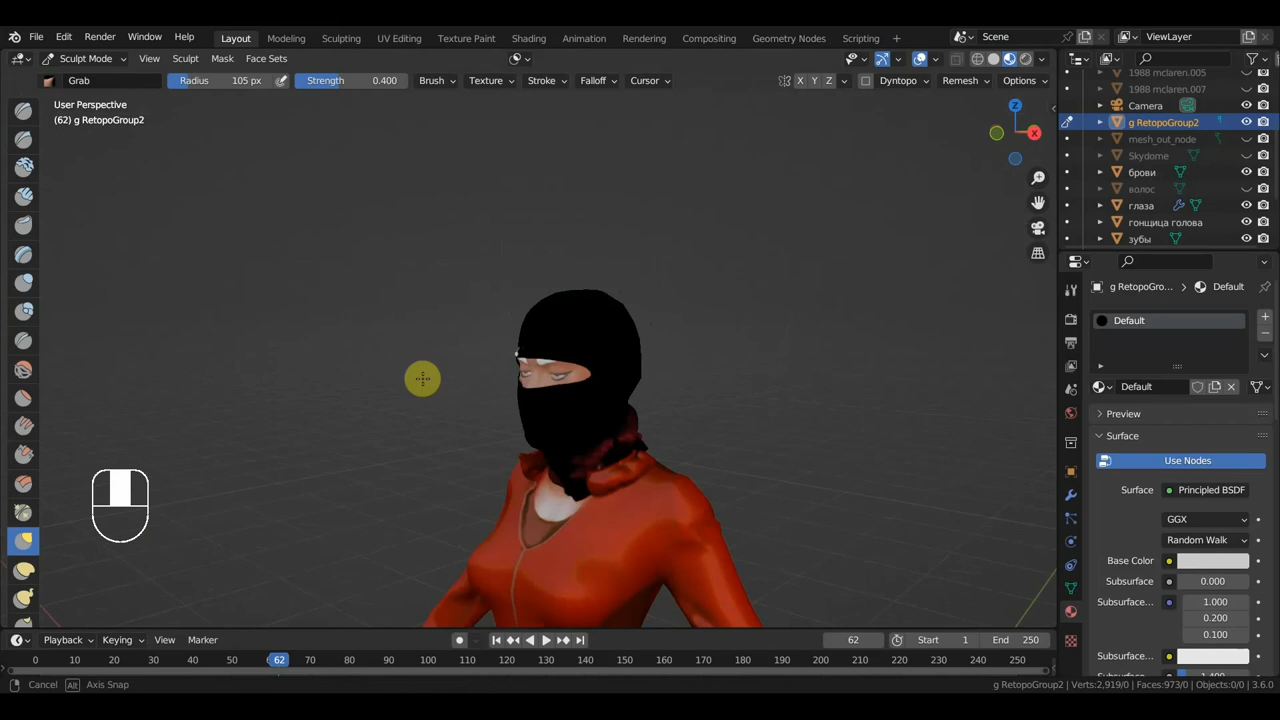 File Edit Render Window Help Layout Modeling Sculpting UV Editing Texture Paint Shading Animation Rendering Compositing Geometry Nodes Scripting Scene ViewLayer
Sculpt Mode View Sculpt Mask Face Sets
Grab Radius 105 px Strength 0.400 Brush Texture Stroke Falloff Cursor X Y Z Dyntopo Remesh Options
User Perspective
(62) g RetopoGroup2
Z
X
1988 mclaren.005
1988 mclaren.007
Camera
g RetopoGroup2
mesh_out_node
Skydome
брови
волос
глаза
гонщица голова
зубы
g RetopoGro... Default
Default
Default
Preview
Surface
Use Nodes
Surface Principled BSDF
GGX
Random Walk
Base Color
Subsurface 0.000
Subsurface... 1.000
0.200
0.100
Subsurface...
Subsurface... 1.400
Playback Keying View Marker 62 Start 1 End 250
0 10 20 30 40 50 62 70 80 90 100 110 120 130 140 150 160 170 180 190 200 210 220 230 240 250
Cancel Alt Axis Snap g RetopoGroup2 | Verts:2,919/0 | Faces:973/0 | Objects:0/0 | 3.6.0